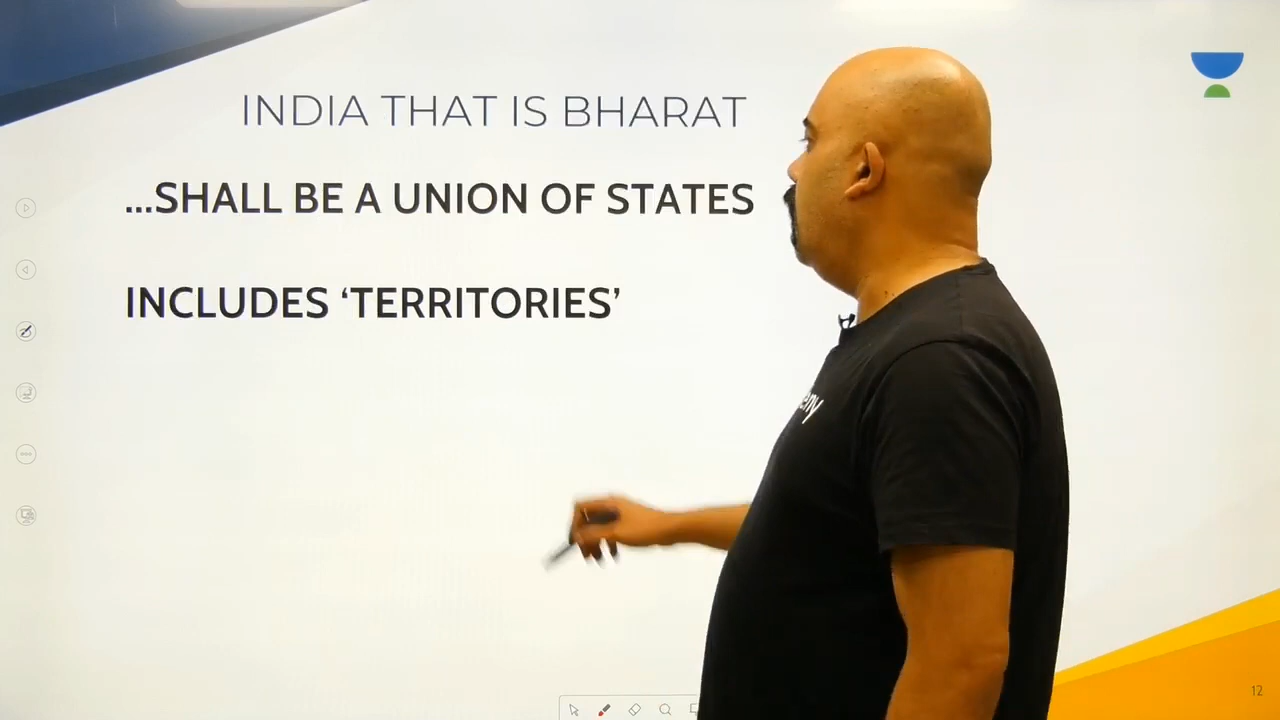 INDIA THAT IS BHARAT
...SHALL BE A UNION OF STATES
INCLUDES ‘TERRITORIES’
12